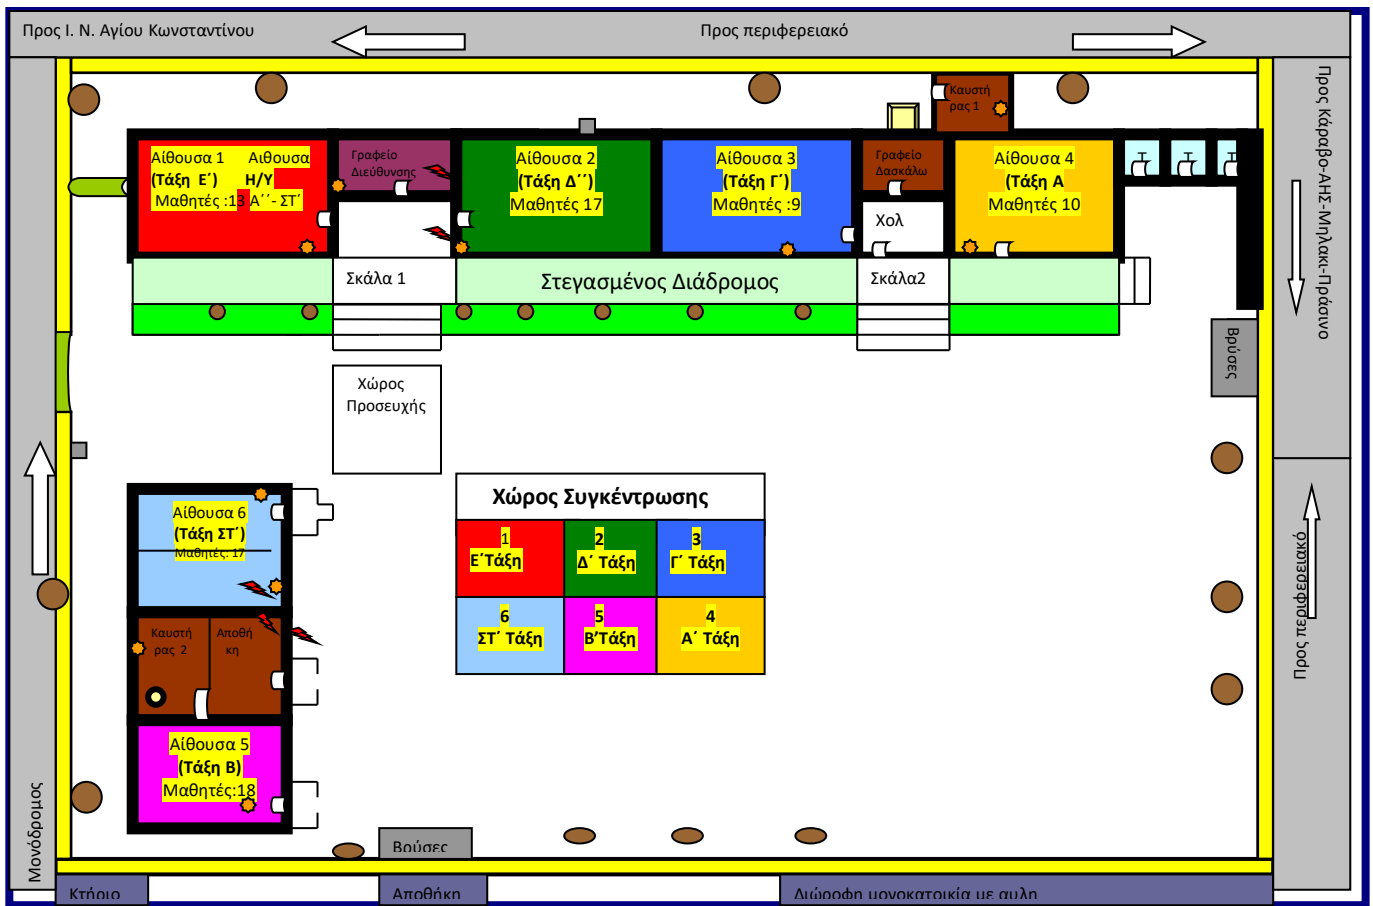 Προς Ι. Ν. Αγίου Κωνσταντίνου
Προς περιφερειακό
Προς Κάραβο-ΑΗΣ-Μηλακι-Πράσινο
Καυστή
ρας 1
Αίθουσα 1 Αιθουσα
(Τάξη Ε΄) Η/Υ
Μαθητές :13 Α΄΄- ΣΤ΄
Γραφείο
Διεύθυνσης
Αίθουσα 2
(Τάξη Δ΄΄)
Μαθητές 17
Αίθουσα 3
(Τάξη Γ΄)
Μαθητές :9
Γραφείο
Δασκάλω
Χολ
Αίθουσα 4
(Τάξη Α
Μαθητές 10
Σκάλα 1
Στεγασμένος Διάδρομος
Σκάλα2
Βρύσες
Χώρος
Προσευχής
Χώρος Συγκέντρωσης
1
Ε΄Τάξη
2
Δ΄ Τάξη
3
Γ΄ Τάξη
6
ΣΤ΄ Τάξη
5
Β’Τάξη
4
Α΄ Τάξη
Αίθουσα 6
(Τάξη ΣΤ΄)
Μαθητές: 17
Καυστή
ρας 2
Αποθή
κη
Αίθουσα 5
(Τάξη Β)
Μαθητές:18
Προς περιφερειακό
Μονόδρομος
Βρύσες
Κτήριο
Αποθήκη
Διώροφη μονοκατοικία με αυλη